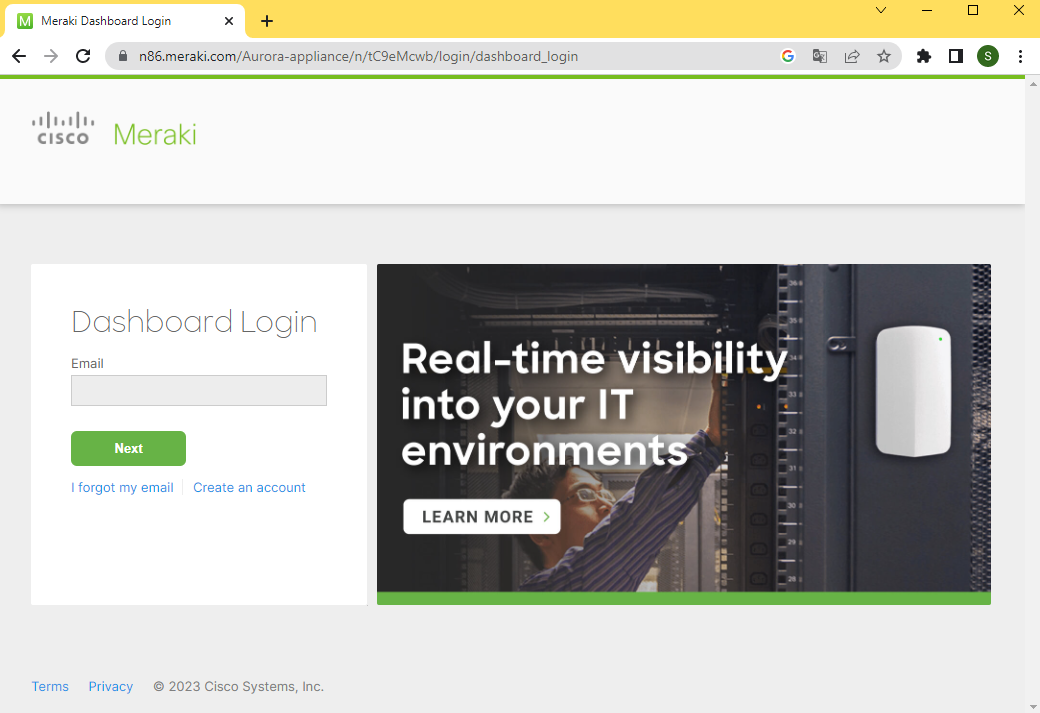 Meraki Dashboard Login
n86.meraki.com/Aurora-appliance/n/tC9eMcwb/login/dashboard_login
S
CISCO Meraki
Dashboard Login
Email
Next
I forgot my email
Create an account
Real-time visibility
into your IT
environments
LEARN MORE
Terms
Privacy
© 2023 Cisco Systems, Inc.